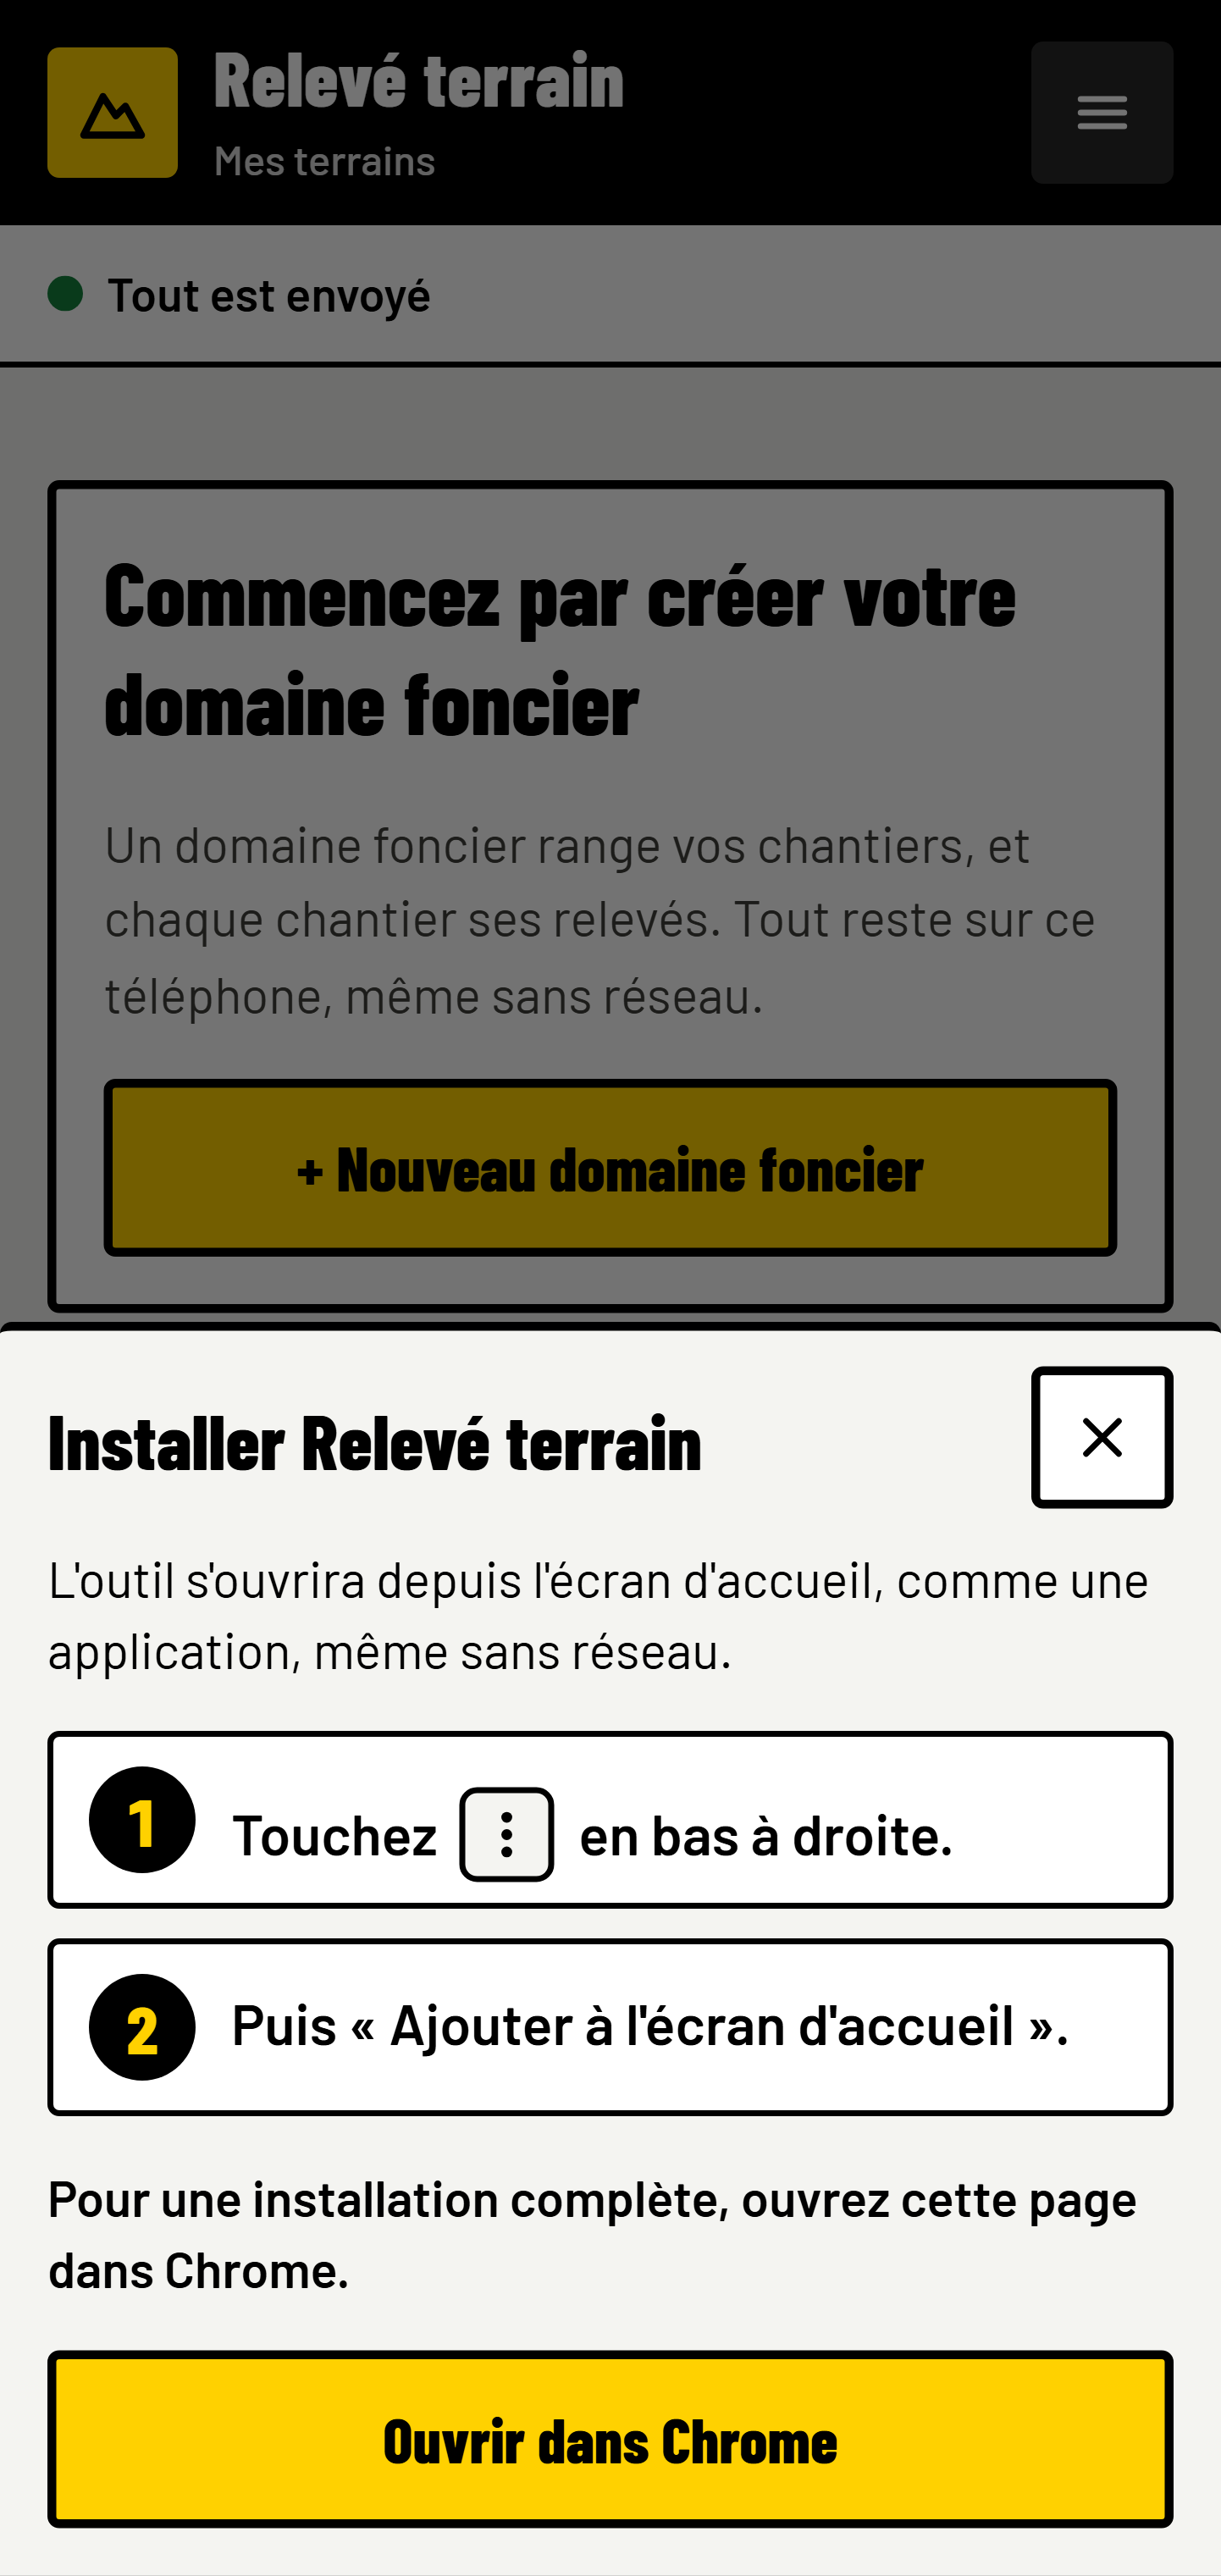 Relevé terrain
Mes terrains
Tout est envoyé
Commencez par créer votre
domaine foncier
Un domaine foncier range vos chantiers, et
chaque chantier ses relevés. Tout reste sur ce
téléphone, même sans réseau.
+ Nouveau domaine foncier
Installer Relevé terrain
L'outil s'ouvrira depuis l'écran d'accueil, comme une
application, même sans réseau.
1 Touchez en bas à droite.
2 Puis « Ajouter à l'écran d'accueil ».
Pour une installation complète, ouvrez cette page
dans Chrome.
Ouvrir dans Chrome